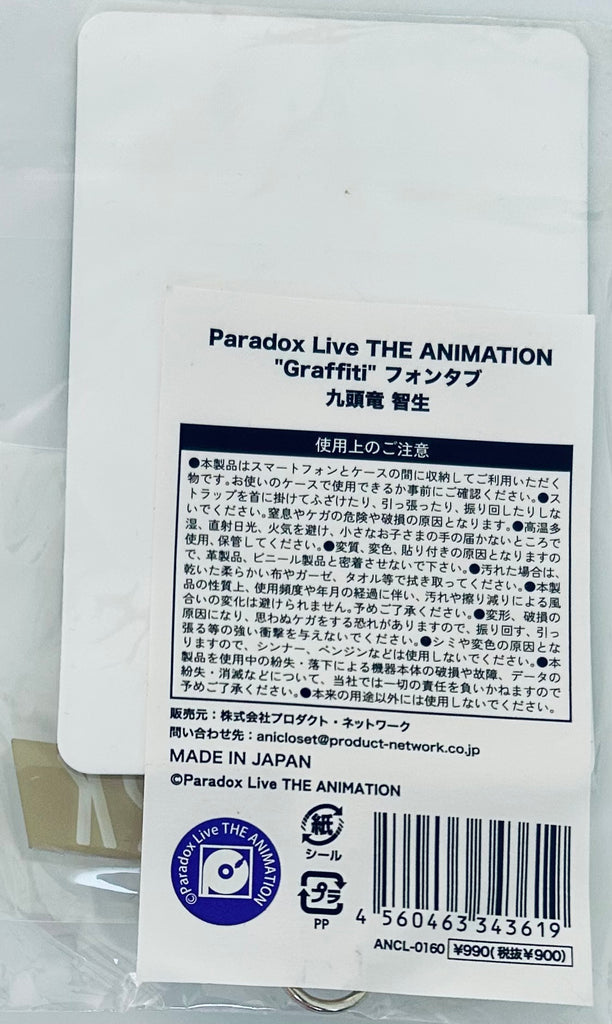 Paradox Live THE ANIMATION
"Graffiti" フォンタブ
九頭竜 智生
使用上のご注意
●本製品はスマートフォンとケースの間に収納してご利用いただく
物です。お使いのケースで使用できるか事前にご確認ください。●ス
トラップを首に掛けてふざけたり、引っ張ったり、振り回したりしな
いでください。窒息やケガの危険や破損の原因となります。●高温多
湿、直射日光、火気を避け、小さなお子さまの手の届かないところで
使用、保管してください。●変質、変色、貼り付きの原因となりますの
で、革製品、ビニール製品と密着させないで下さい。●汚れた場合は、
乾いた柔らかい布やガーゼ、タオル等で拭き取ってください。●本製
品の性質上、使用頻度や年月の経過に伴い、汚れや擦り減りによる風
合いの変化は避けられません。予めご了承ください。●変形、破損の
原因になり、思わぬケガをする恐れがありますので、振り回す、引っ
張る等の強い衝撃を与えないでください。●シミや変色の原因とな
りますので、シンナー、ベンジンなどは使用しないでください。●本
製品を使用中の紛失・落下による機器本体の破損や故障、データの
紛失・消滅などについて、当社では一切の責任を負いかねますので
予めご了承ください。●本来の用途以外には使用しないでください。
販売元：株式会社プロダクト・ネットワーク
問い合わせ先：anicloset@product-network.co.jp
MADE IN JAPAN
©Paradox Live THE ANIMATION
©Paradox Live THE ANIMATION
紙
シール
プラ
PP
4 560463 343619
ANCL-0160 ¥990(税抜¥900)